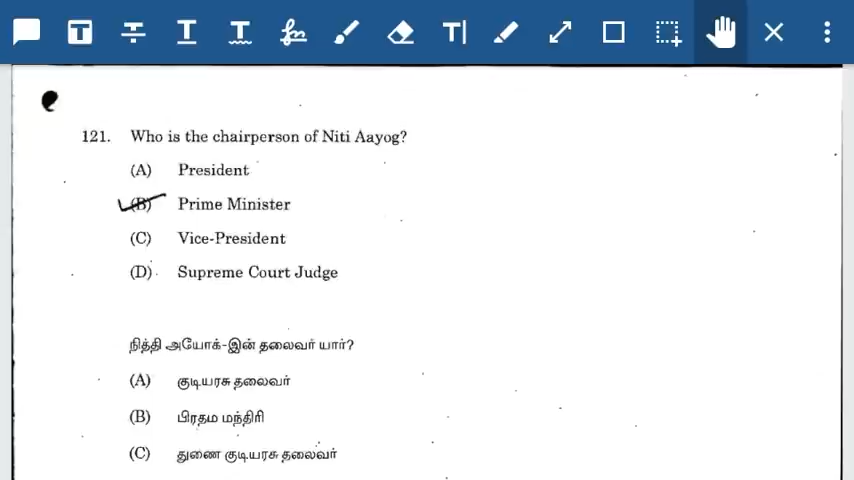 121. Who is the chairperson of Niti Aayog?
(A) President
(B) Prime Minister
(C) Vice-President
(D) Supreme Court Judge
நித்தி அயோக்-இன் தலைவர் யார்?
(A) குடியரசு தலைவர்
(B) பிரதம மந்திரி
(C) துணை குடியரசு தலைவர்